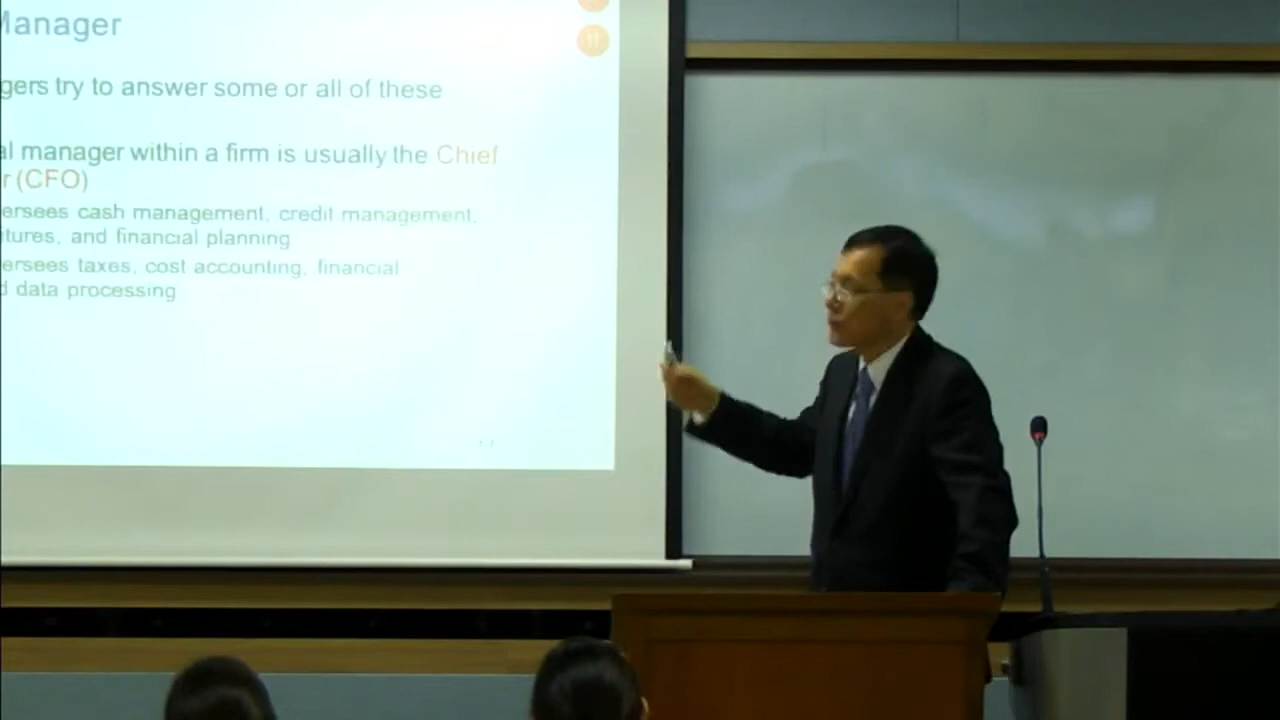 Manager
gers try to answer some or all of these
al manager within a firm is usually the Chief
r (CFO)
ersees cash management, credit management,
itures, and financial planning
ersees taxes, cost accounting, financial
d data processing